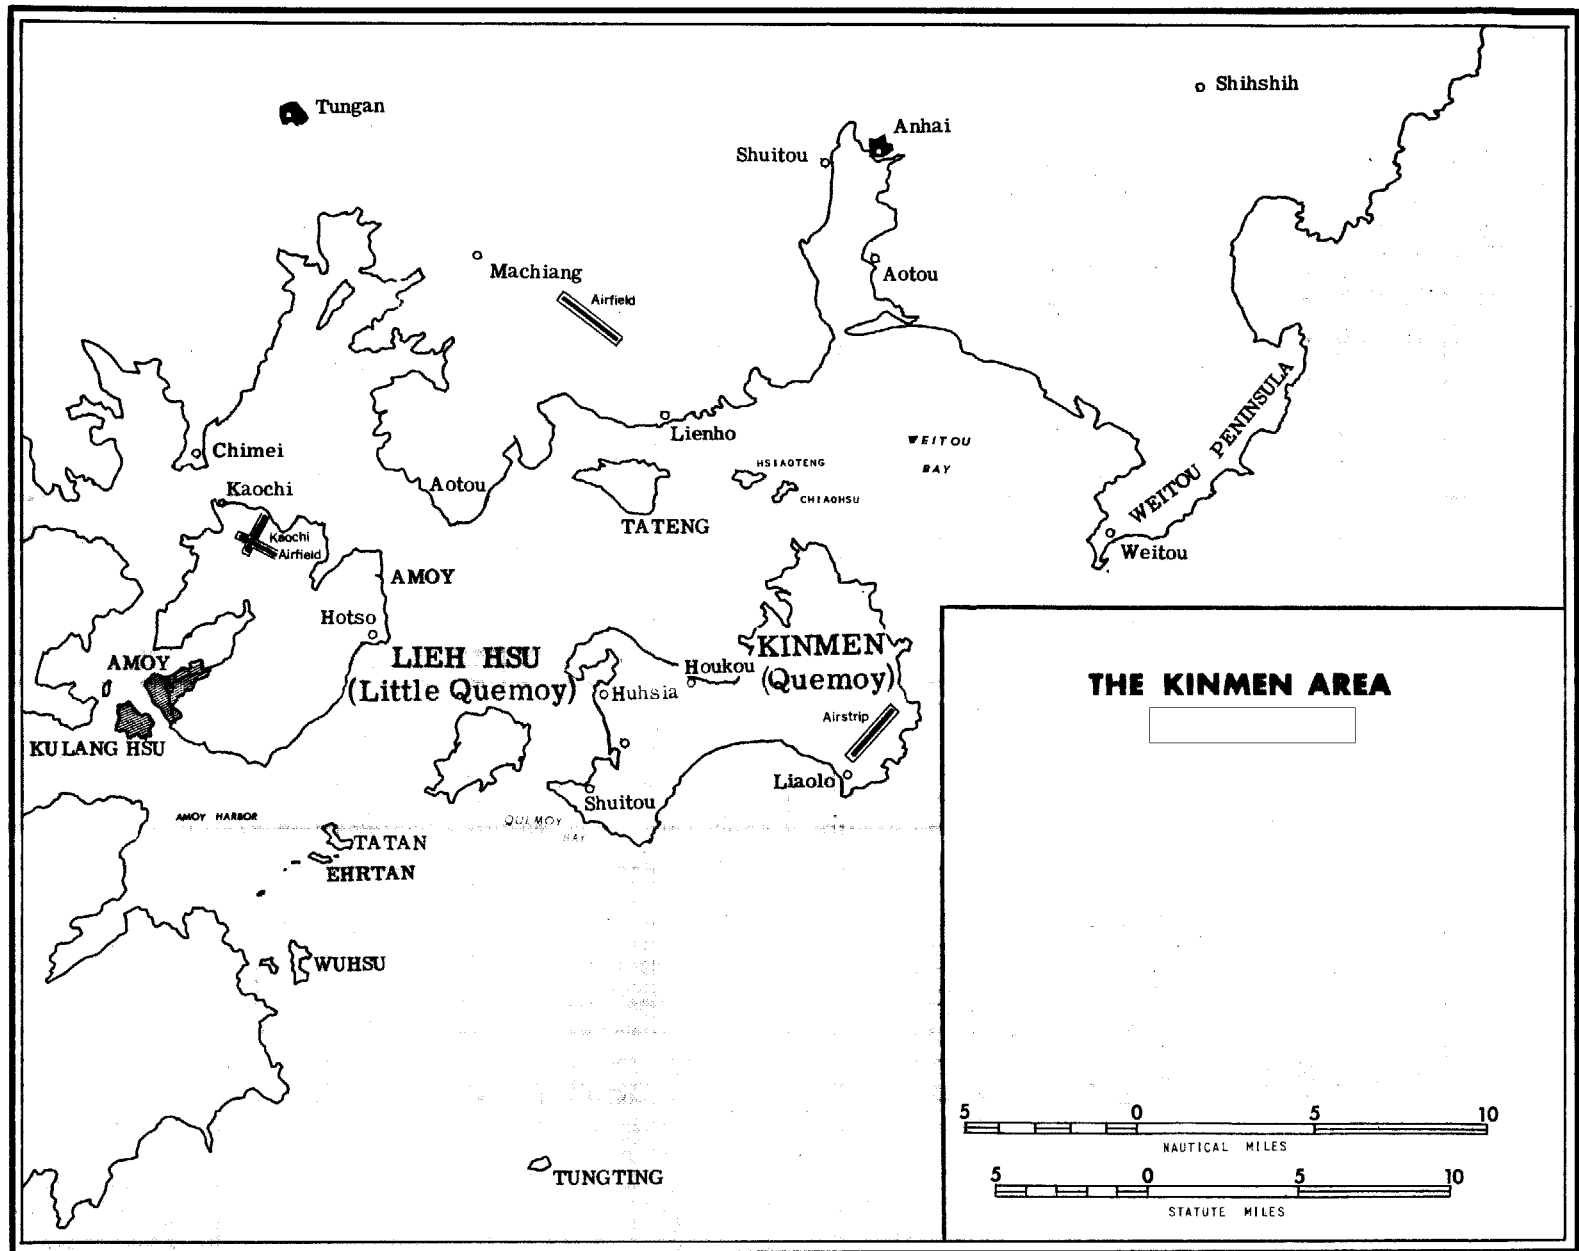 Shihshih
Tungan
Anhai
Shuitou
Machiang
Aotou
Airfield
WEITOU PENINSULA
Lienho
WEITOU
BAY
Chimei
HSIAOTENG
Aotou
Kaochi
CHIAOHSU
TATENG
Kaochi
Airfield
Weitou
AMOY
Hotso
LIEH HSU
(Little Quemoy)
KINMEN
(Quemoy)
AMOY
Houkou
Huhsia
THE KINMEN AREA
Airstrip
KULANG HSU
Liaolo
Shuitou
AMOY HARBOR
BAY
TATAN
EHRTAN
WUHSU
5 0 5 10
NAUTICAL MILES
TUNGTING
5 0 5 10
STATUTE MILES